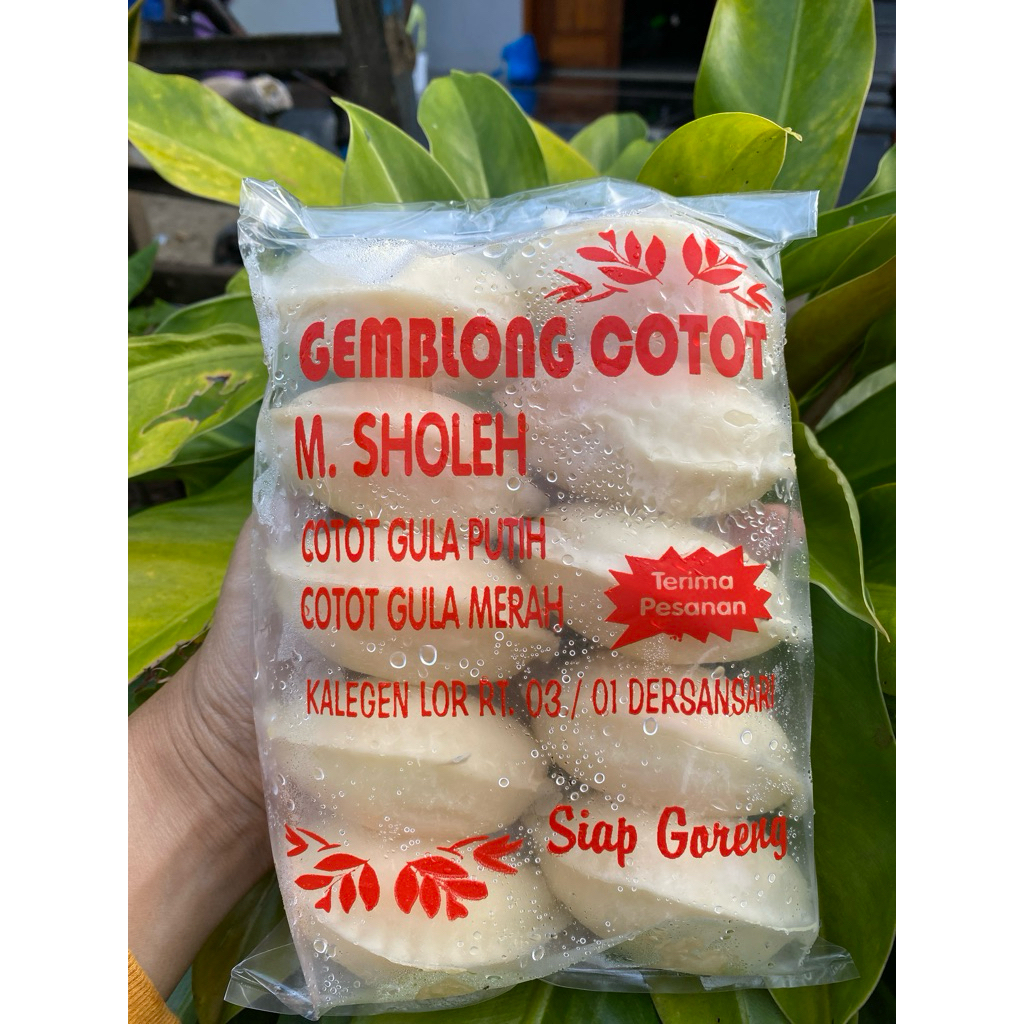 GEMBLONG COTOT
M. SHOLEH
COTOT GULA PUTIH
COTOT GULA MERAH
Terima
Pesanan
KALEGEN LOR RT. 03 / 01 DERSANSARI
Siap Goreng